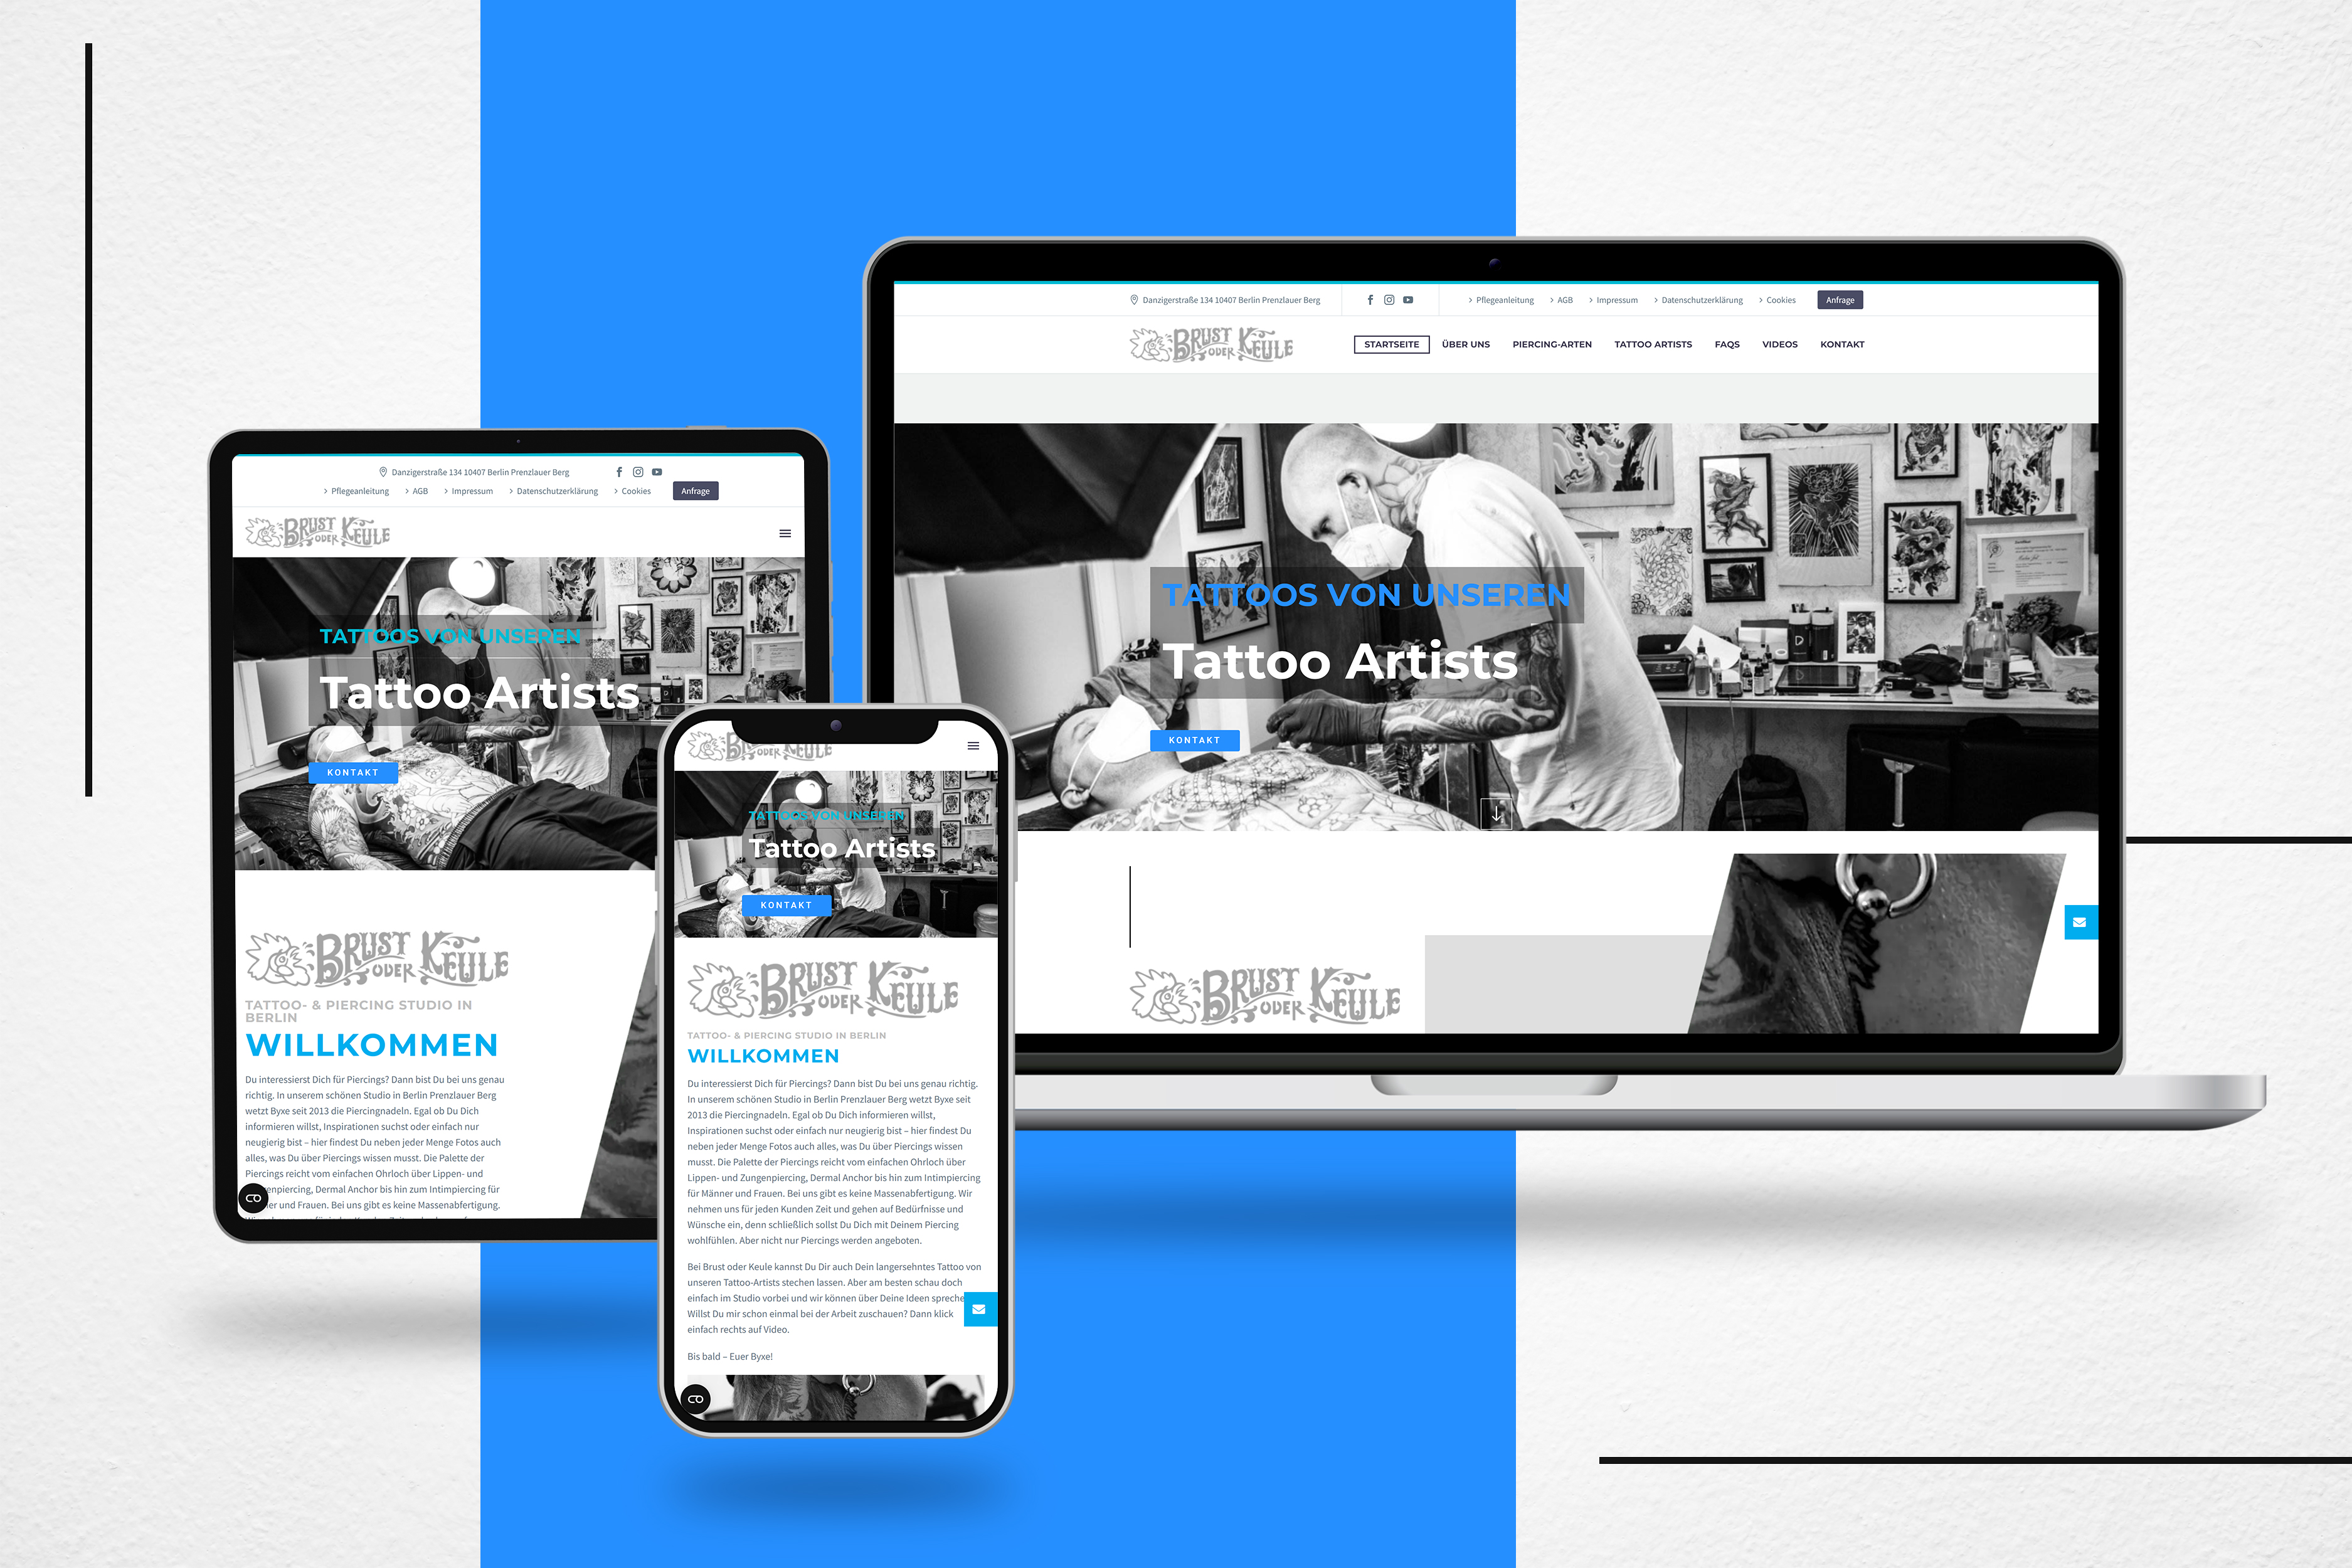 Danzigerstraße 134 10407 Berlin Prenzlauer Berg
Pflegeanleitung AGB Impressum Datenschutzerklärung Cookies Anfrage
BRUST ODER KEULE
STARTSEITE ÜBER UNS PIERCING-ARTEN TATTOO ARTISTS FAQS VIDEOS KONTAKT
TATTOOS VON UNSEREN
Tattoo Artists
KONTAKT
BRUST ODER KEULE
Danzigerstraße 134 10407 Berlin Prenzlauer Berg
Pflegeanleitung AGB Impressum Datenschutzerklärung Cookies Anfrage
BRUST ODER KEULE
TATTOOS VON UNSEREN
Tattoo Artists
KONTAKT
BRUST ODER KEULE
TATTOO- & PIERCING STUDIO IN
BERLIN
WILLKOMMEN
Du interessierst Dich für Piercings? Dann bist Du bei uns genau
richtig. In unserem schönen Studio in Berlin Prenzlauer Berg
wetzt Byxe seit 2013 die Piercingnadeln. Egal ob Du Dich
informieren willst, Inspirationen suchst oder einfach nur
neugierig bist – hier findest Du neben jeder Menge Fotos auch
alles, was Du über Piercings wissen musst. Die Palette der
Piercings reicht vom einfachen Ohrloch über Lippen- und
enpiercing, Dermal Anchor bis hin zum Intimpiercing für
er und Frauen. Bei uns gibt es keine Massenabfertigung.
TATTOOS VON UNSEREN
Tattoo Artists
KONTAKT
BRUST ODER KEULE
TATTOO- & PIERCING STUDIO IN BERLIN
WILLKOMMEN
Du interessierst Dich für Piercings? Dann bist Du bei uns genau richtig.
In unserem schönen Studio in Berlin Prenzlauer Berg wetzt Byxe seit
2013 die Piercingnadeln. Egal ob Du Dich informieren willst,
Inspirationen suchst oder einfach nur neugierig bist – hier findest Du
neben jeder Menge Fotos auch alles, was Du über Piercings wissen
musst. Die Palette der Piercings reicht vom einfachen Ohrloch über
Lippen- und Zungenpiercing, Dermal Anchor bis hin zum Intimpiercing
für Männer und Frauen. Bei uns gibt es keine Massenabfertigung. Wir
nehmen uns für jeden Kunden Zeit und gehen auf Bedürfnisse und
Wünsche ein, denn schließlich sollst Du Dich mit Deinem Piercing
wohlfühlen. Aber nicht nur Piercings werden angeboten.
Bei Brust oder Keule kannst Du Dir auch Dein langersehntes Tattoo von
unseren Tattoo-Artists stechen lassen. Aber am besten schau doch
einfach im Studio vorbei und wir können über Deine Ideen spreche
Willst Du mir schon einmal bei der Arbeit zuschauen? Dann klick
einfach rechts auf Video.
Bis bald – Euer Byxe!